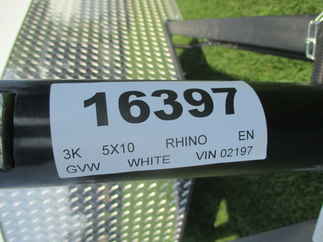 16397
3K 5X10 RHINO EN
GVW WHITE VIN 02197